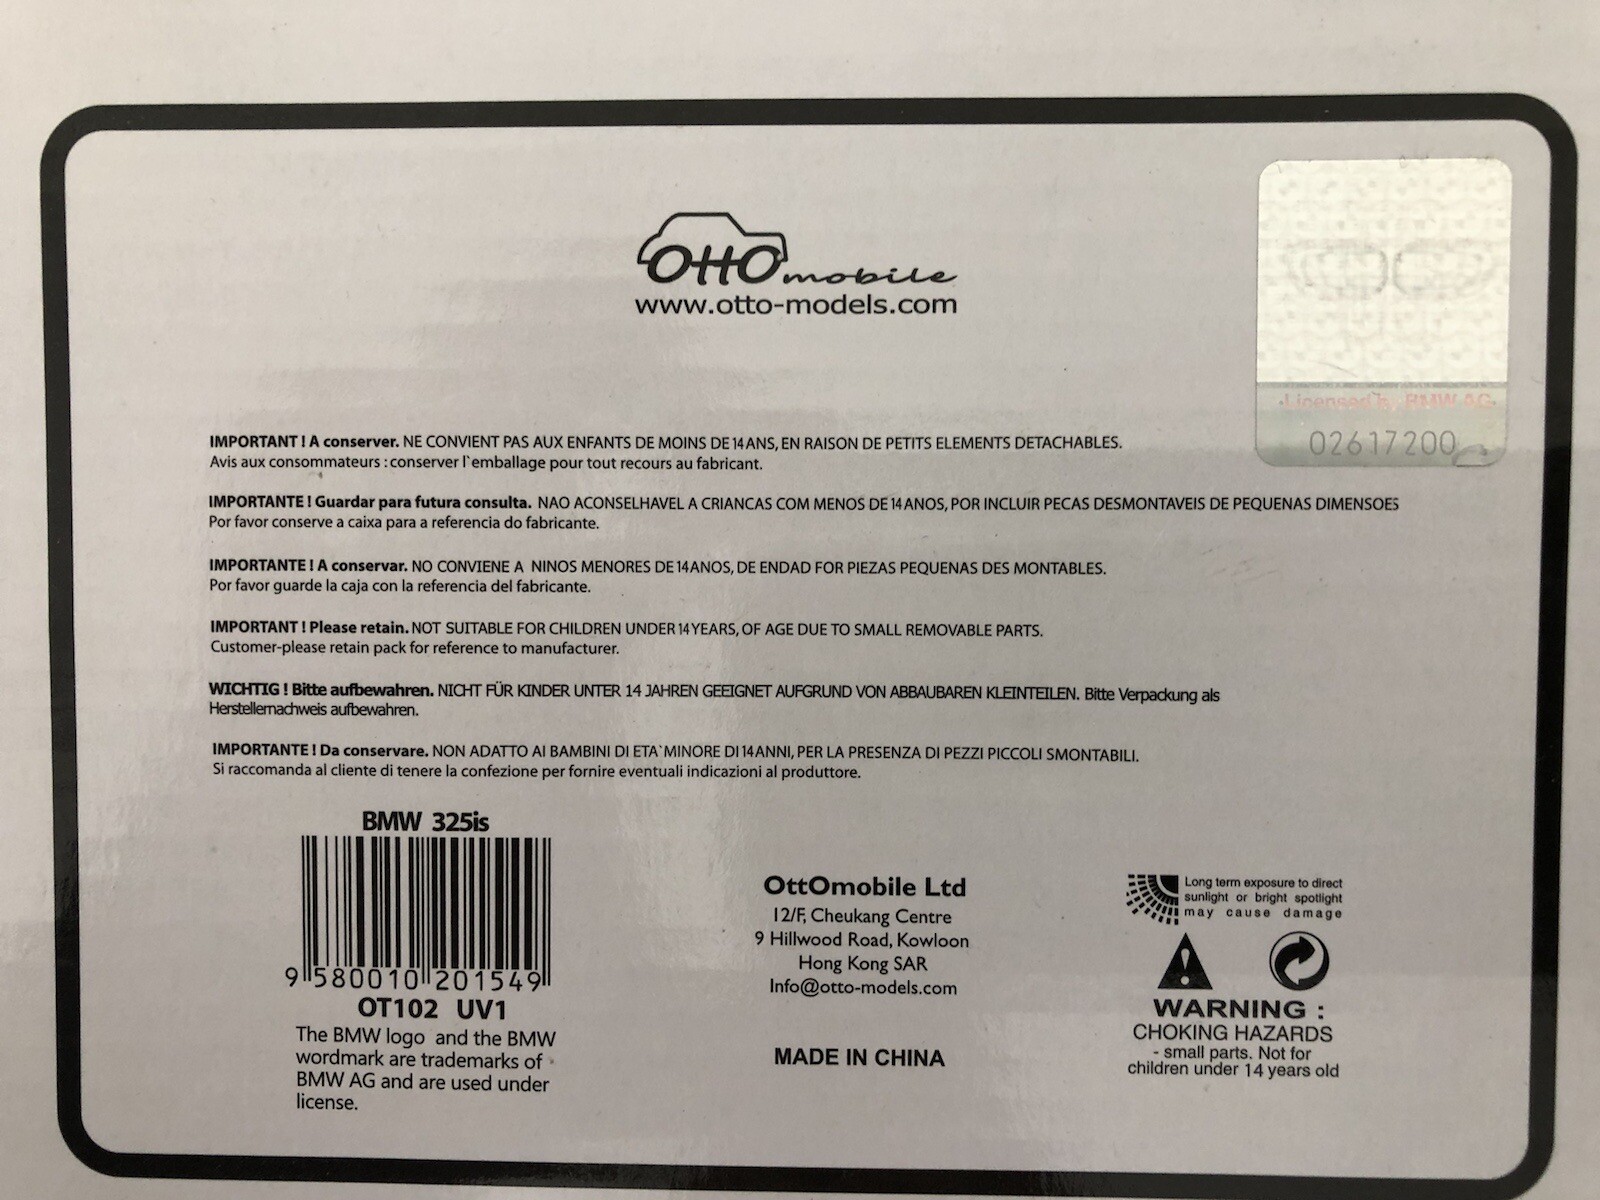 OttOmobile
www.otto-models.com
Licensed by BMW AG
02617200
IMPORTANT ! A conserver. NE CONVIENT PAS AUX ENFANTS DE MOINS DE 14 ANS, EN RAISON DE PETITS ELEMENTS DETACHABLES.
Avis aux consommateurs : conserver l`emballage pour tout recours au fabricant.
IMPORTANTE ! Guardar para futura consulta. NAO ACONSELHAVEL A CRIANCAS COM MENOS DE 14 ANOS, POR INCLUIR PECAS DESMONTAVEIS DE PEQUENAS DIMENSOES
Por favor conserve a caixa para a referencia do fabricante.
IMPORTANTE ! A conservar. NO CONVIENE A NINOS MENORES DE 14 ANOS, DE ENDAD FOR PIEZAS PEQUENAS DES MONTABLES.
Por favor guarde la caja con la referencia del fabricante.
IMPORTANT ! Please retain. NOT SUITABLE FOR CHILDREN UNDER 14 YEARS, OF AGE DUE TO SMALL REMOVABLE PARTS.
Customer-please retain pack for reference to manufacturer.
WICHTIG ! Bitte aufbewahren. NICHT FÜR KINDER UNTER 14 JAHREN GEEIGNET AUFGRUND VON ABBAUBAREN KLEINTEILEN. Bitte Verpackung als
Herstellernachweis aufbewahren.
IMPORTANTE ! Da conservare. NON ADATTO AI BAMBINI DI ETA` MINORE DI 14 ANNI, PER LA PRESENZA DI PEZZI PICCOLI SMONTABILI.
Si raccomanda al cliente di tenere la confezione per fornire eventuali indicazioni al produttore.
BMW 325is
9 580010 201549
OT102 UV1
The BMW logo and the BMW
wordmark are trademarks of
BMW AG and are used under
license.
OttOmobile Ltd
12/F, Cheukang Centre
9 Hillwood Road, Kowloon
Hong Kong SAR
Info@otto-models.com
MADE IN CHINA
Long term exposure to direct
sunlight or bright spotlight
may cause damage
WARNING :
CHOKING HAZARDS
- small parts. Not for
children under 14 years old